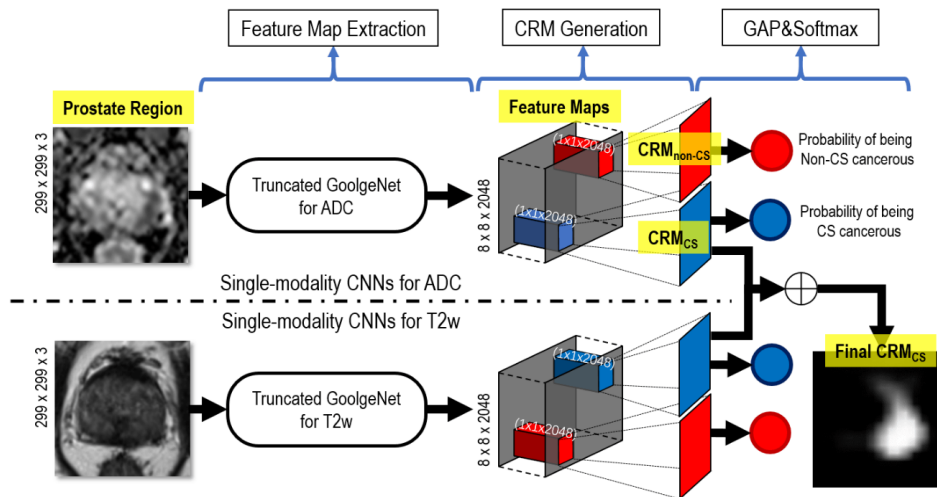 Feature Map Extraction
CRM Generation
GAP&Softmax
Prostate Region
299 x 299 x 3
Truncated GoolgeNet
for ADC
Feature Maps
8 x 8 x 2048
(1x1x2048)
(1x1x2048)
CRMnon-CS
CRMCS
Probability of being
Non-CS cancerous
Probability of being
CS cancerous
Single-modality CNNs for ADC
Single-modality CNNs for T2w
299 x 299 x 3
Truncated GoolgeNet
for T2w
8 x 8 x 2048
(1x1x2048)
(1x1x2048)
Final CRMCS